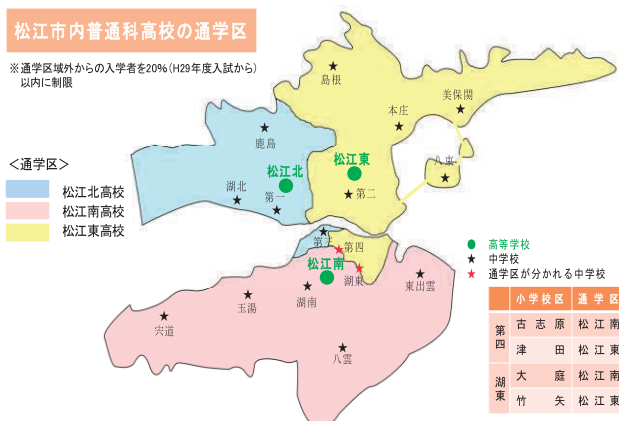 松江市内普通科高校の通学区
※通学区域外からの入学者を20%(H29年度入試から)
以内に制限
<通学区>
松江北高校
松江南高校
松江東高校
島根
美保関
本庄
鹿島
松江東
八束
松江北
湖北
第一
第二
第三
第四
松江南
湖東
東出雲
湖南
玉湯
宍道
八雲
高等学校
中学校
通学区が分かれる中学校
小学校区 通学区
第四 古志原 松江南
津田 松江東
湖東 大庭 松江南
竹矢 松江東